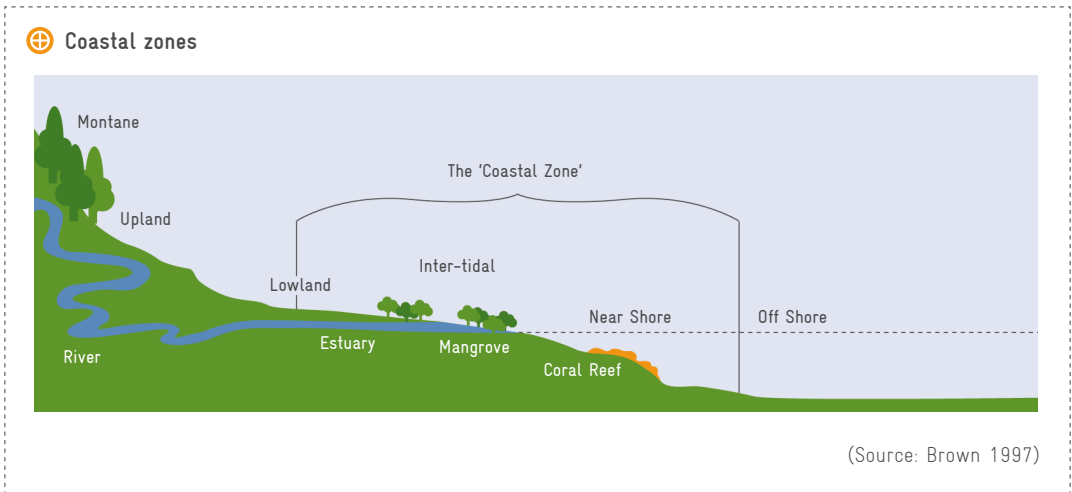 Coastal zones
Montane
The ‘Coastal Zone’
Upland
Inter-tidal
Lowland
Near Shore
Off Shore
Estuary
Mangrove
River
Coral Reef
(Source: Brown 1997)